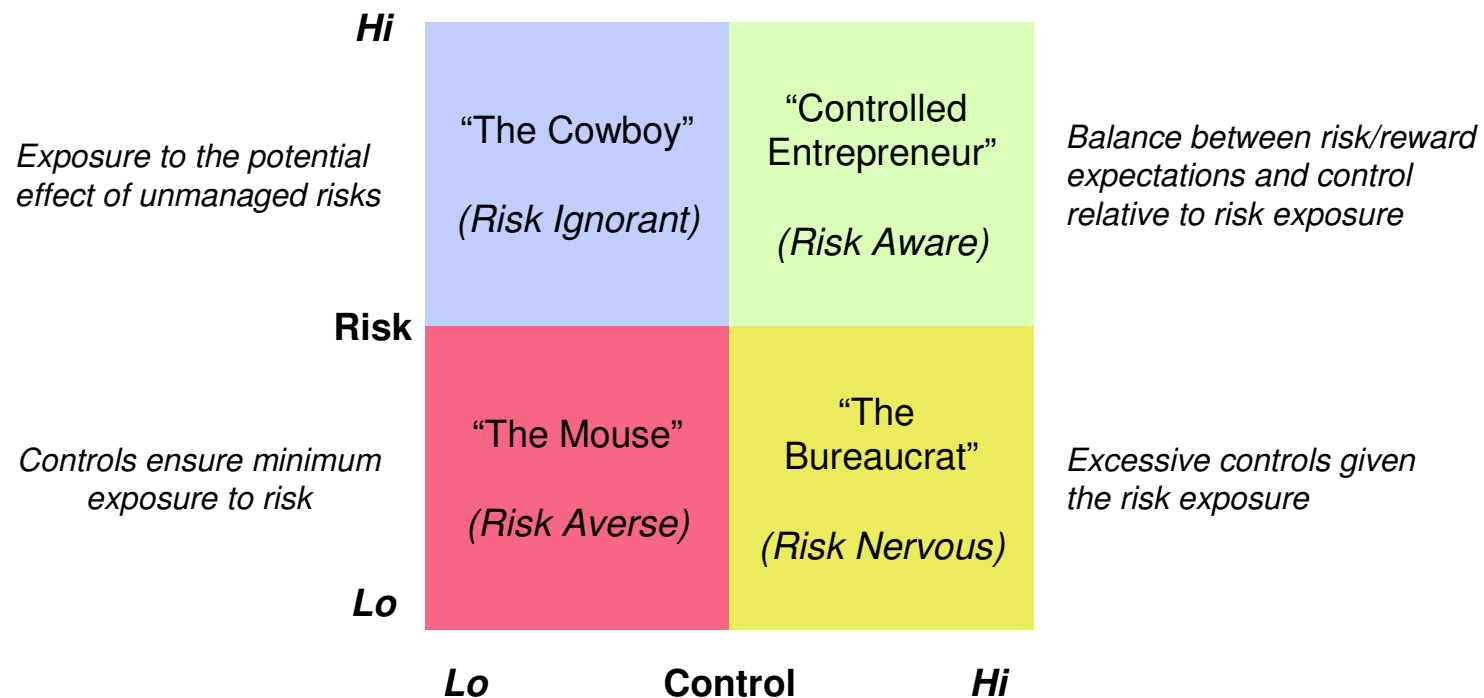 Hi
Exposure to the potential
effect of unmanaged risks
“The Cowboy”
(Risk Ignorant)
“Controlled
Entrepreneur”
(Risk Aware)
Balance between risk/reward
expectations and control
relative to risk exposure
Risk
Controls ensure minimum
exposure to risk
“The Mouse”
(Risk Averse)
“The
Bureaucrat”
(Risk Nervous)
Excessive controls given
the risk exposure
Lo
Lo
Control
Hi